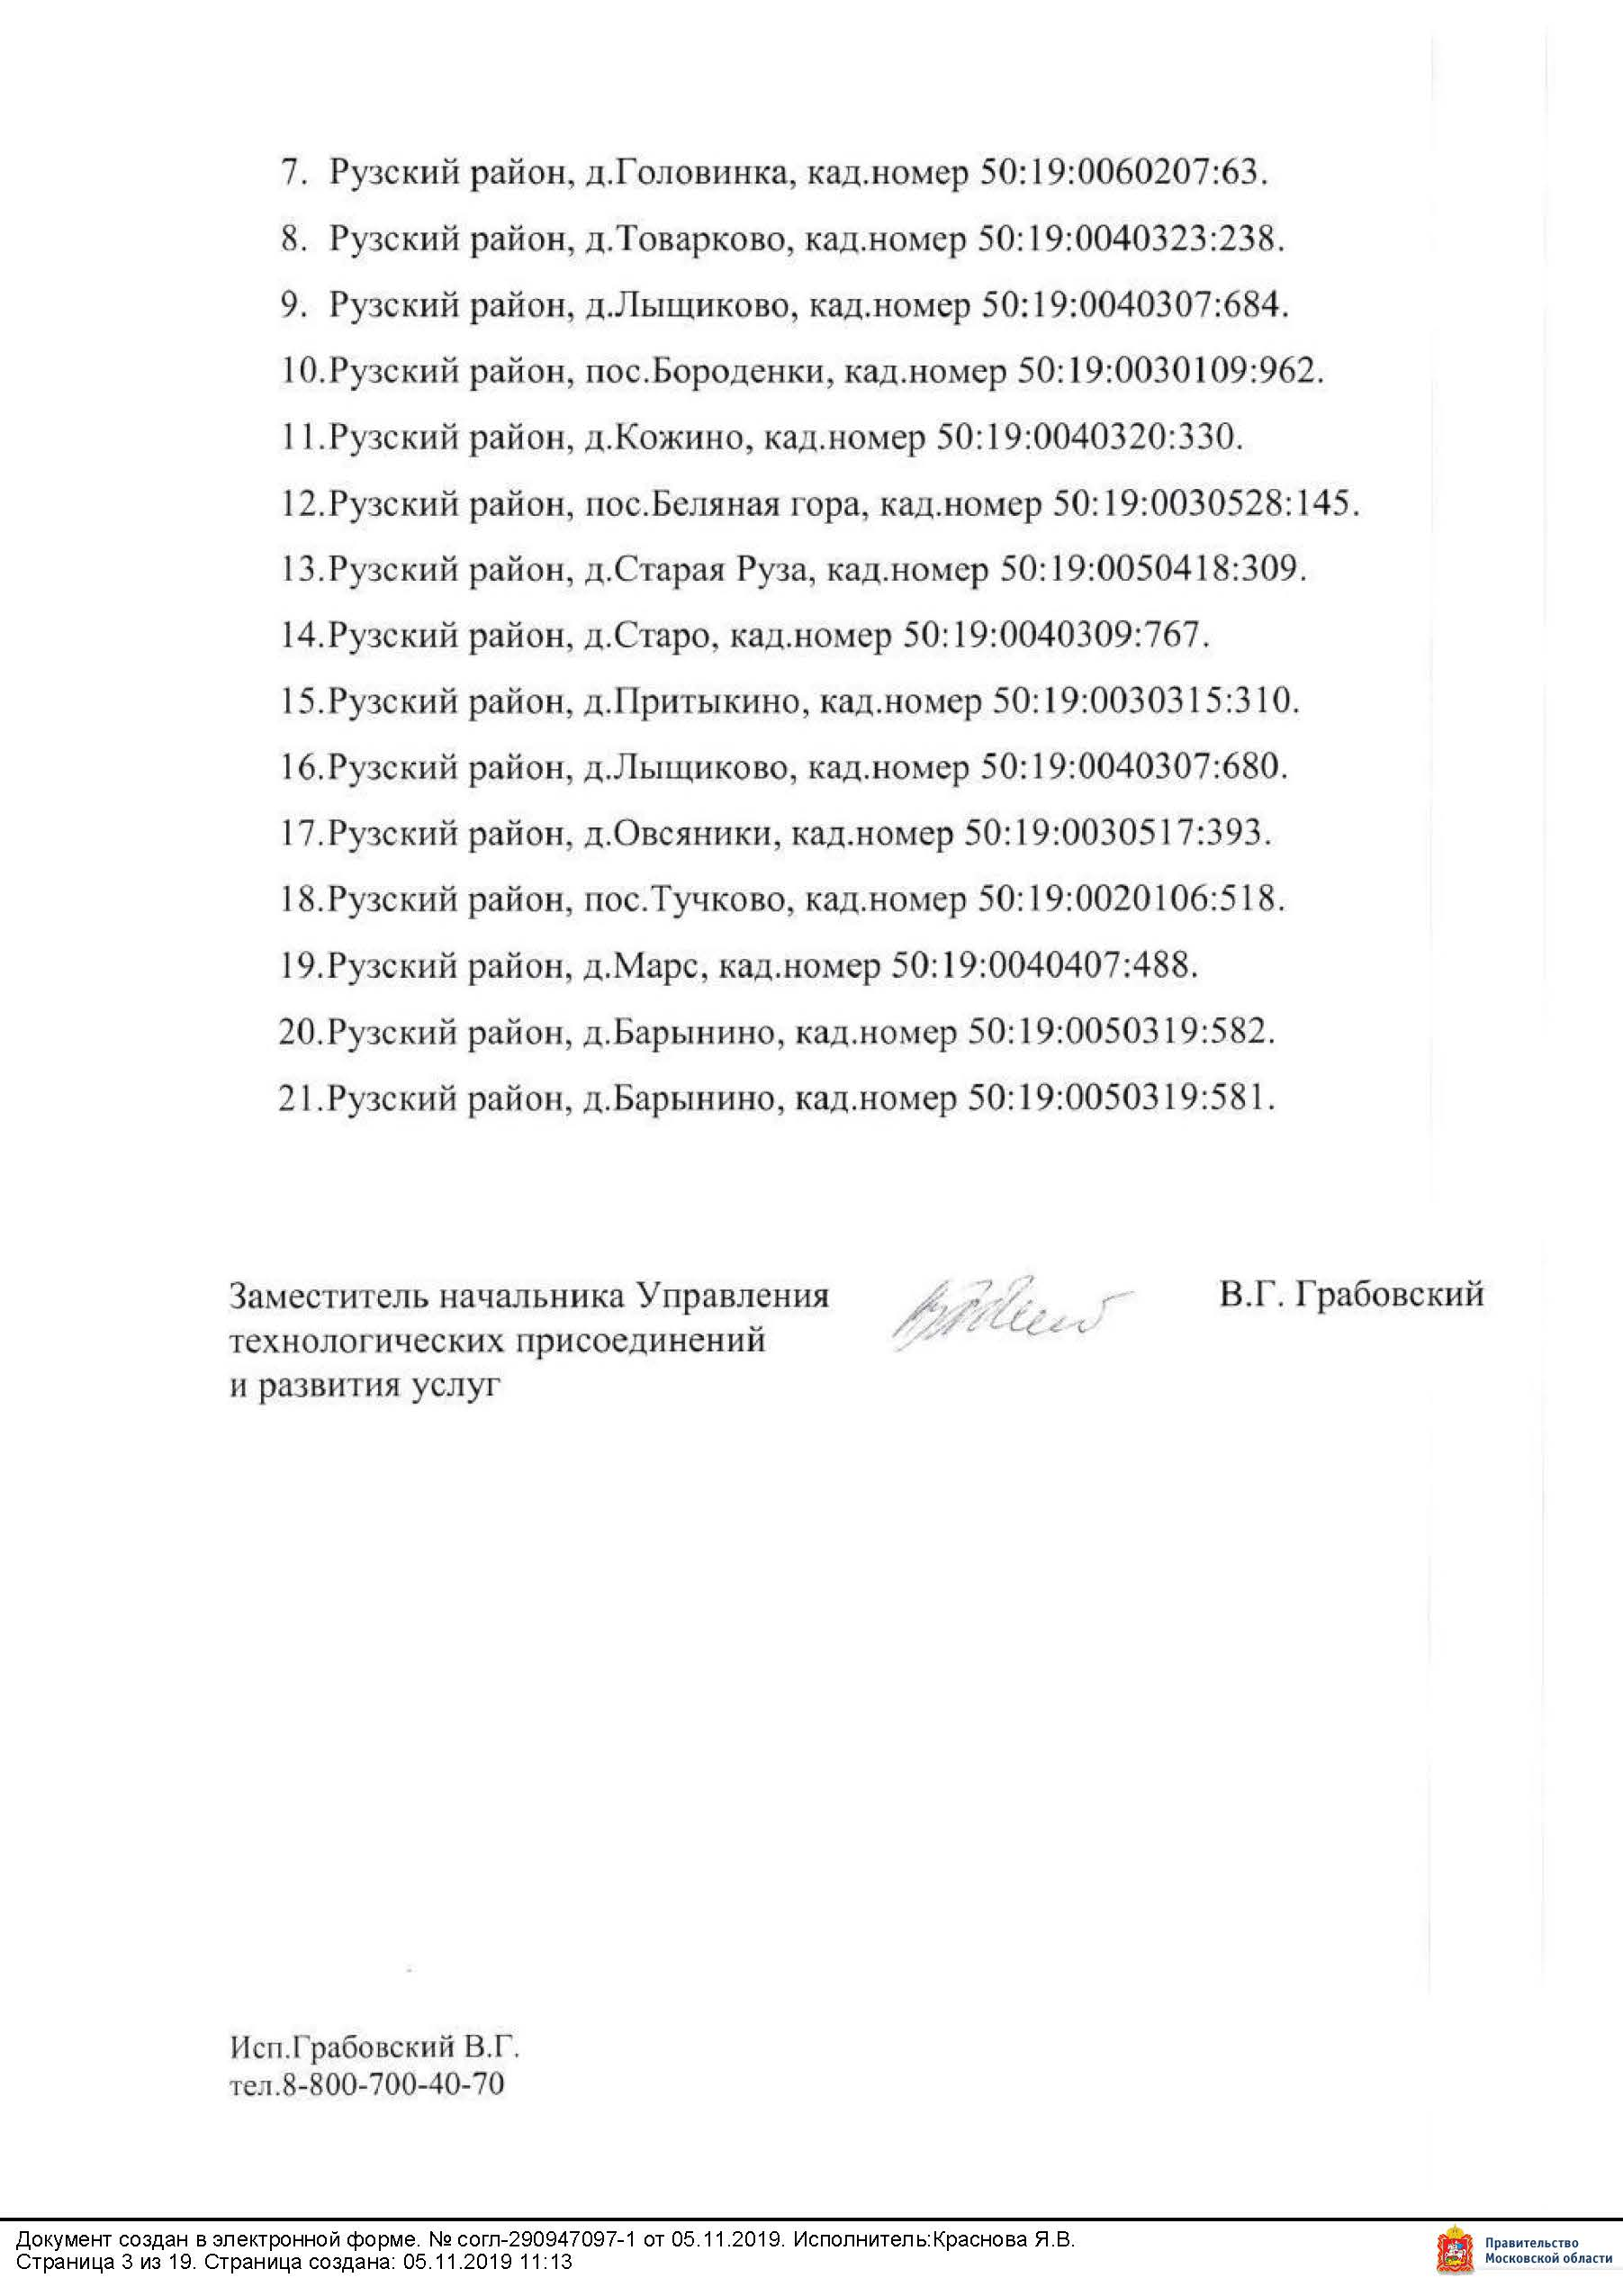 7. Рузский район, д.Головинка, кад.номер 50:19:0060207:63.
8. Рузский район, д.Товарково, кад.номер 50:19:0040323:238.
9. Рузский район, д.Лыщиково, кад.номер 50:19:0040307:684.
10.Рузский район, пос.Бороденки, кад.номер 50:19:0030109:962.
11.Рузский район, д.Кожино, кад.номер 50:19:0040320:330.
12.Рузский район, пос.Беляная гора, кад.номер 50:19:0030528:145.
13.Рузский район, д.Старая Руза, кад.номер 50:19:0050418:309.
14.Рузский район, д.Старо, кад.номер 50:19:0040309:767.
15.Рузский район, д.Притыкино, кад.номер 50:19:0030315:310.
16.Рузский район, д.Лыщиково, кад.номер 50:19:0040307:680.
17.Рузский район, д.Овсяники, кад.номер 50:19:0030517:393.
18.Рузский район, пос.Тучково, кад.номер 50:19:0020106:518.
19.Рузский район, д.Марс, кад.номер 50:19:0040407:488.
20.Рузский район, д.Барынино, кад.номер 50:19:0050319:582.
21.Рузский район, д.Барынино, кад.номер 50:19:0050319:581.
Заместитель начальника Управления
технологических присоединений
и развития услуг
В.Г. Грабовский
Исп.Грабовский В.Г.
тел.8-800-700-40-70
Документ создан в электронной форме. № согл-290947097-1 от 05.11.2019. Исполнитель:Краснова Я.В.
Страница 3 из 19. Страница создана: 05.11.2019 11:13
Правительство
Московской области